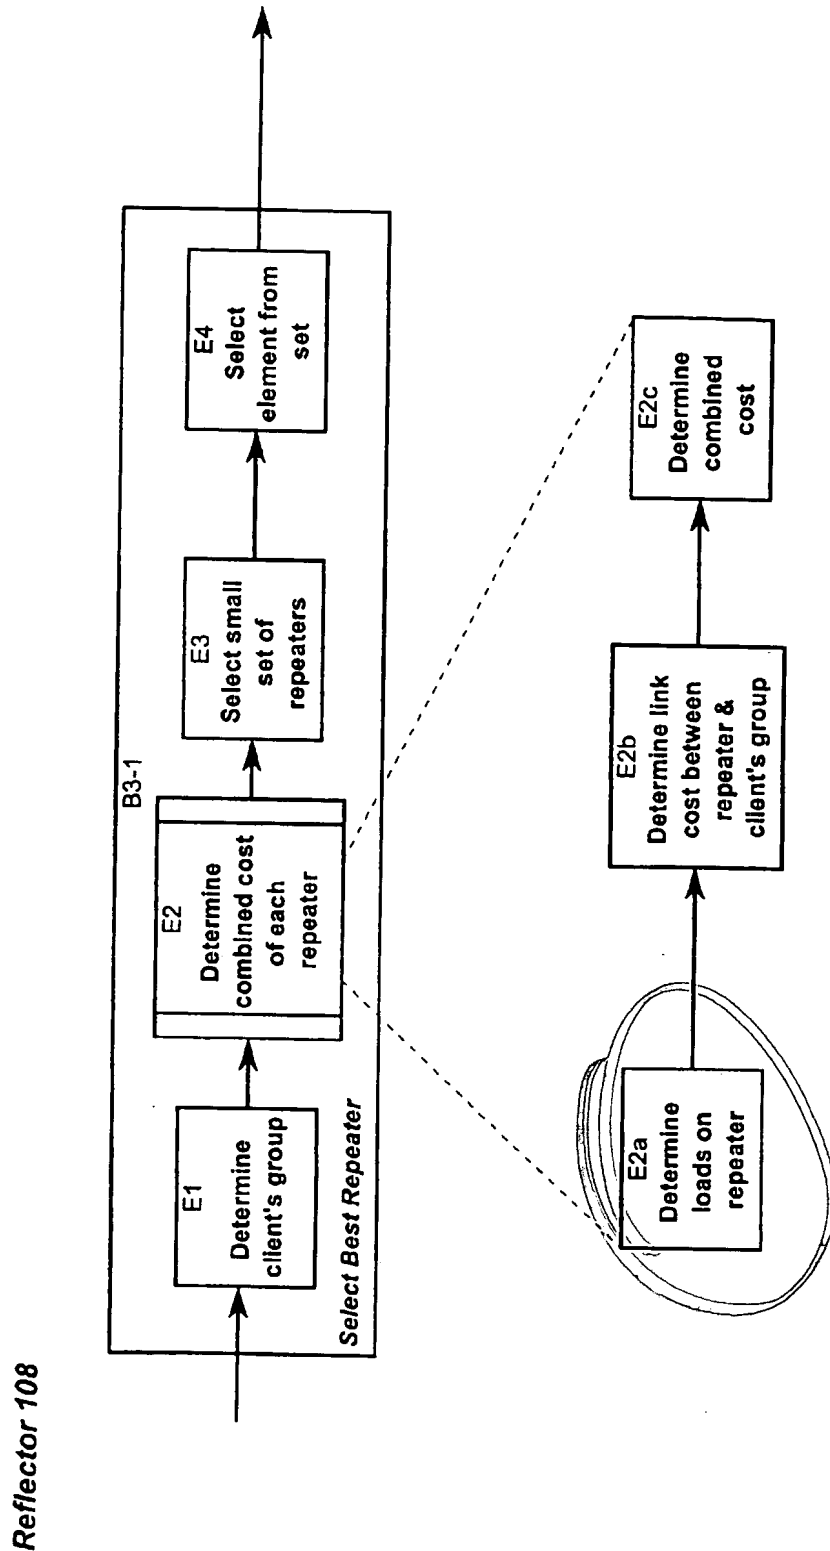 Reflector 108
B3-1
E1
Determine
client's group
E2
Determine
combined cost
of each
repeater
E3
Select small
set of
repeaters
E4
Select
element from
set
Select Best Repeater
E2a
Determine
loads on
repeater
E2b
Determine link
cost between
repeater &
client's group
E2c
Determine
combined
cost